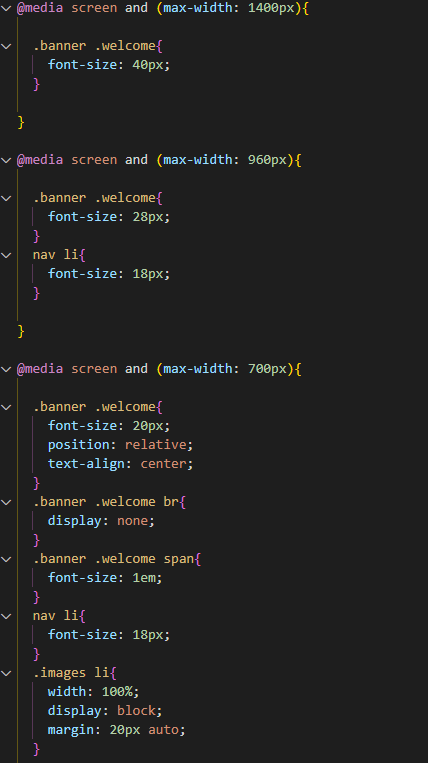 @media screen and (max-width: 1400px){
.banner .welcome{
font-size: 40px;
}
}
@media screen and (max-width: 960px){
.banner .welcome{
font-size: 28px;
}
nav li{
font-size: 18px;
}
}
@media screen and (max-width: 700px){
.banner .welcome{
font-size: 20px;
position: relative;
text-align: center;
}
.banner .welcome br{
display: none;
}
.banner .welcome span{
font-size: 1em;
}
nav li{
font-size: 18px;
}
.images li{
width: 100%;
display: block;
margin: 20px auto;
}